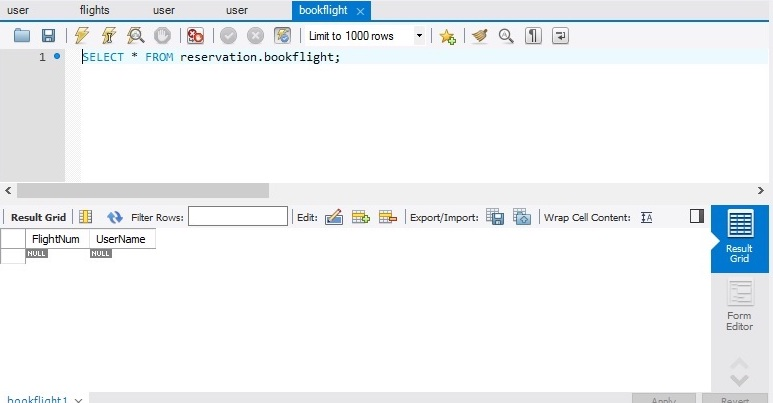 user flights user user bookflight ×
Limit to 1000 rows
1 SELECT * FROM reservation.bookflight;
Result Grid Filter Rows: Edit: Export/Import: Wrap Cell Content:
FlightNum UserName
NULL NULL
Result
Grid
Form
Editor
bookflight1 Apply Revert